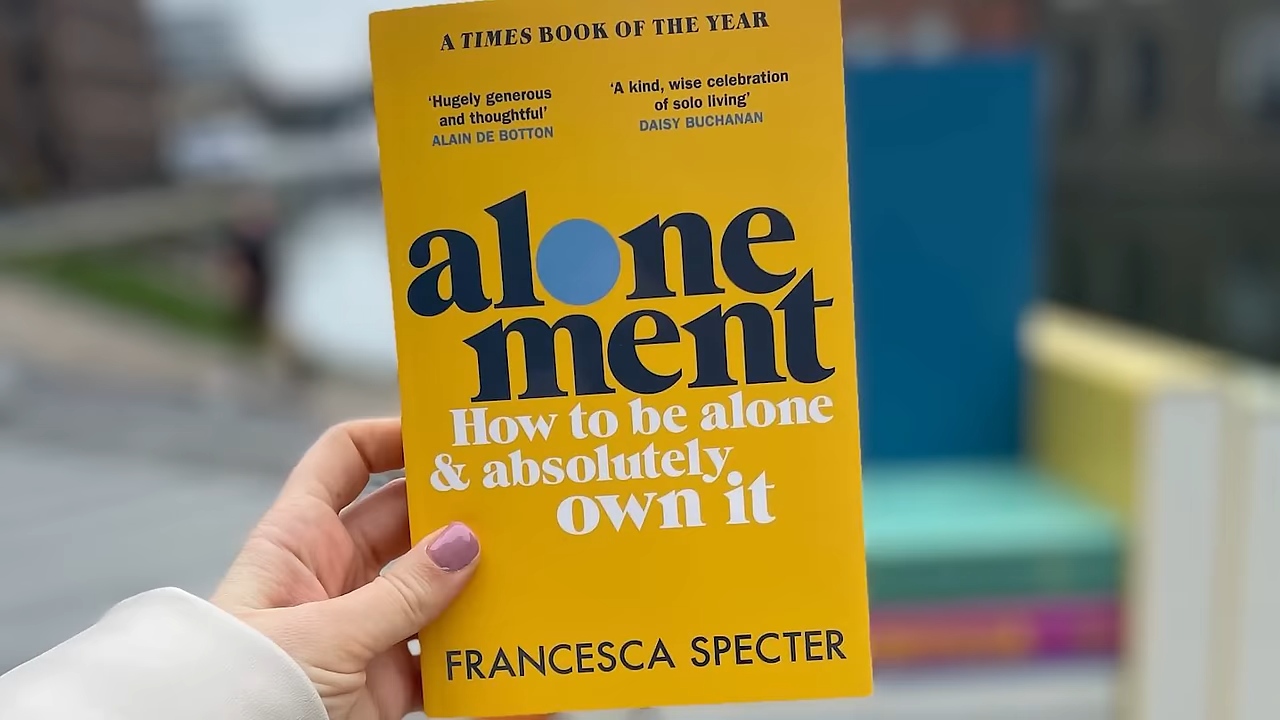 A TIMES BOOK OF THE YEAR
‘Hugely generous
and thoughtful’
ALAIN DE BOTTON
‘A kind, wise celebration
of solo living’
DAISY BUCHANAN
alone
ment
How to be alone
& absolutely
own it
FRANCESCA SPECTER